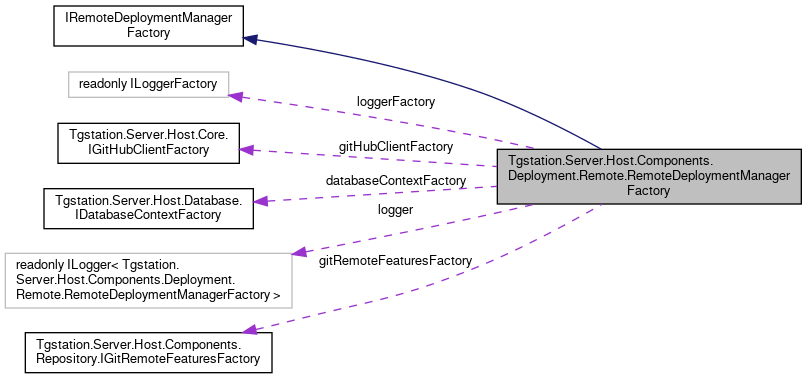 IRemoteDeploymentManager
Factory
readonly ILoggerFactory
loggerFactory
Tgstation.Server.Host.Core.
IGitHubClientFactory
gitHubClientFactory
Tgstation.Server.Host.Components.
Deployment.Remote.RemoteDeploymentManager
Factory
databaseContextFactory
Tgstation.Server.Host.Database.
IDatabaseContextFactory
logger
readonly ILogger< Tgstation.
Server.Host.Components.Deployment.
Remote.RemoteDeploymentManagerFactory >
gitRemoteFeaturesFactory
Tgstation.Server.Host.Components.
Repository.IGitRemoteFeaturesFactory